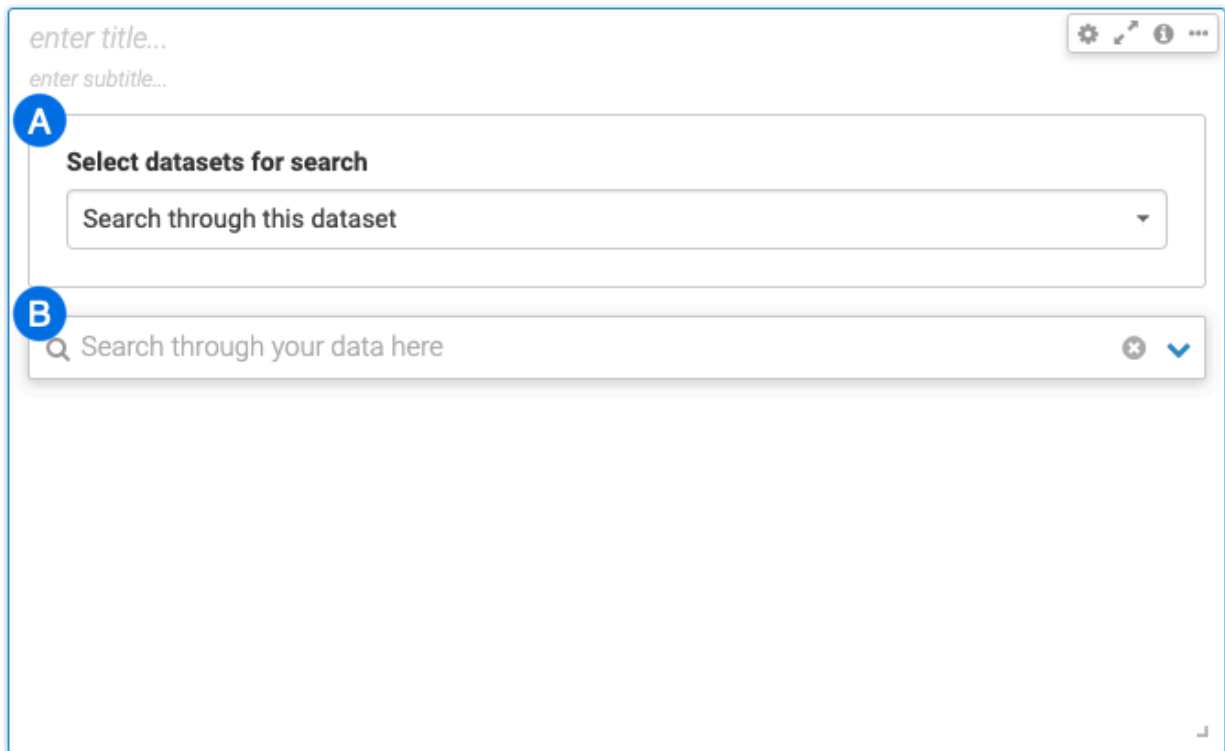 enter title...
enter subtitle...
A
Select datasets for search
Search through this dataset
B
Search through your data here